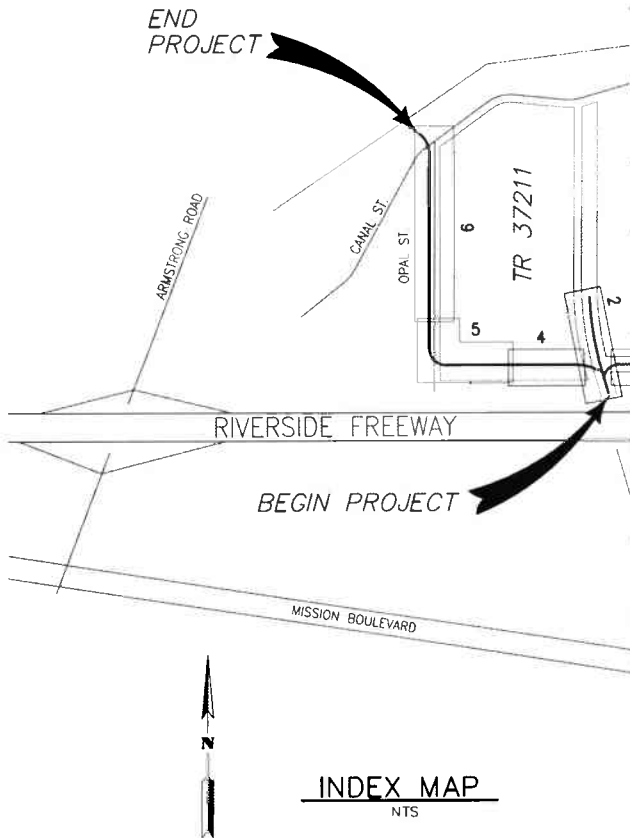 END
PROJECT
ARMSTRONG ROAD
CANAL ST.
OPAL ST
6
TR 37211
2
5
4
RIVERSIDE FREEWAY
BEGIN PROJECT
MISSION BOULEVARD
N
INDEX MAP
NTS